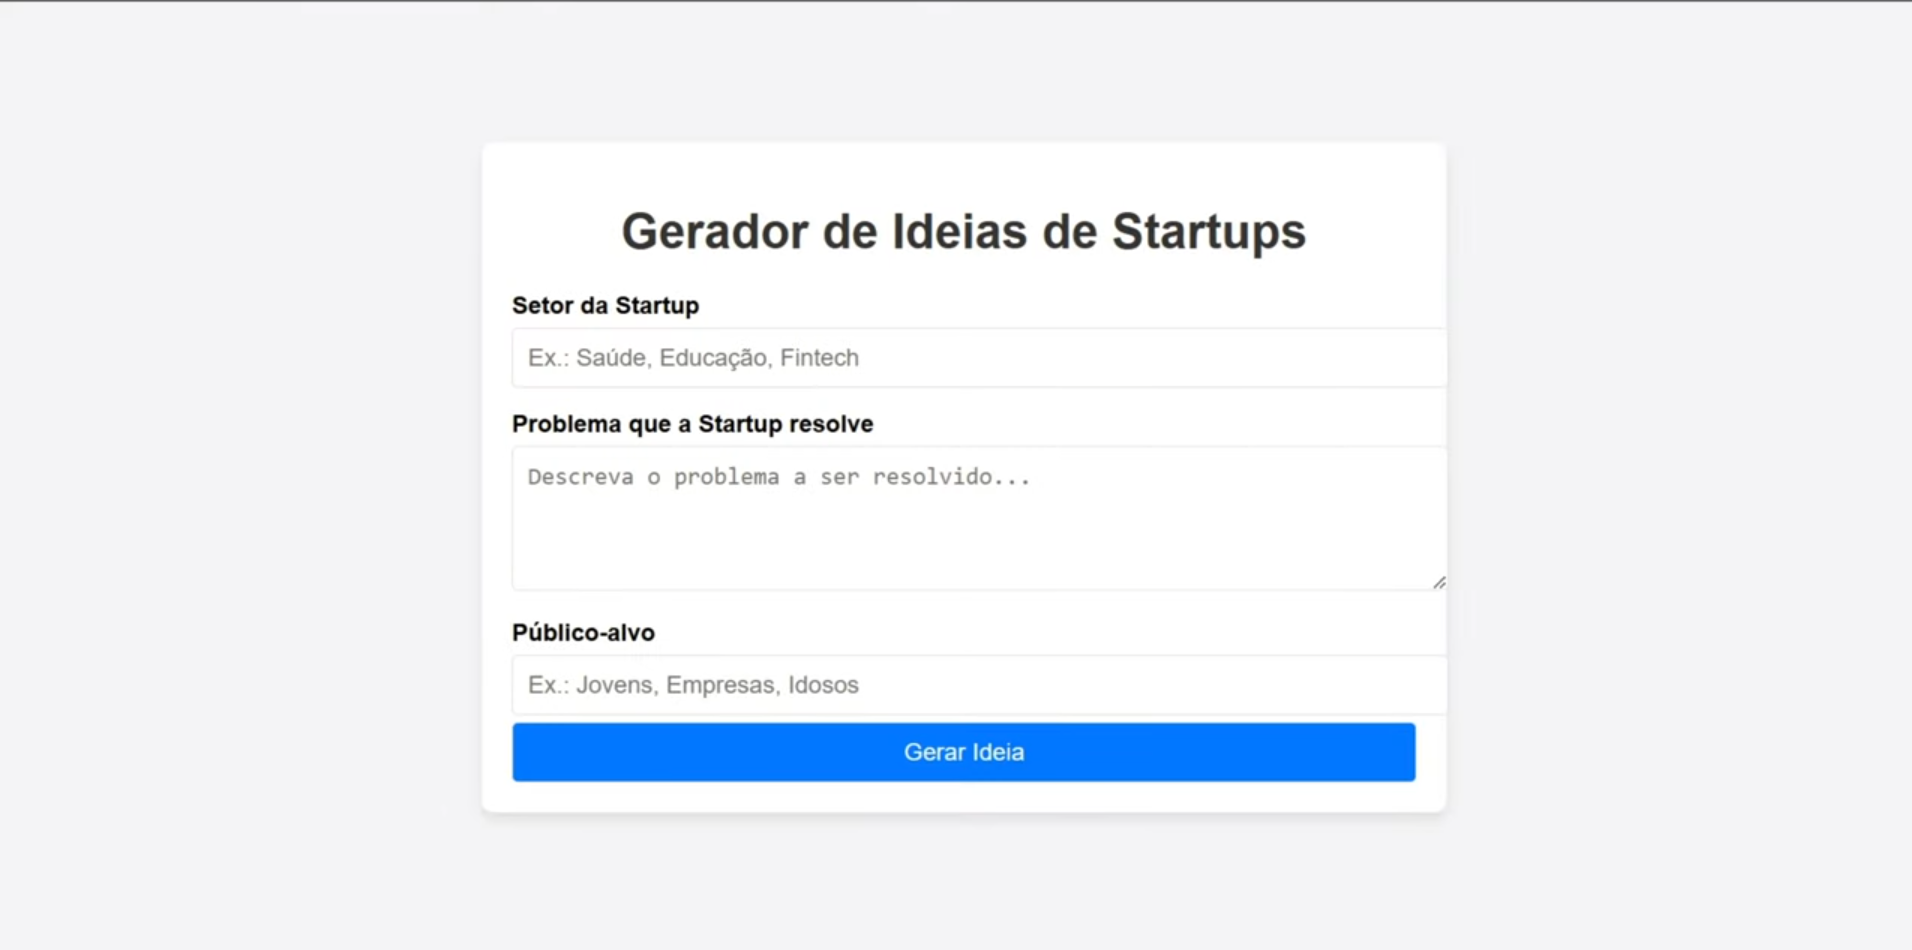 Gerador de Ideias de Startups
Setor da Startup
Ex.: Saúde, Educação, Fintech
Problema que a Startup resolve
Descreva o problema a ser resolvido...
Público-alvo
Ex.: Jovens, Empresas, Idosos
Gerar Ideia